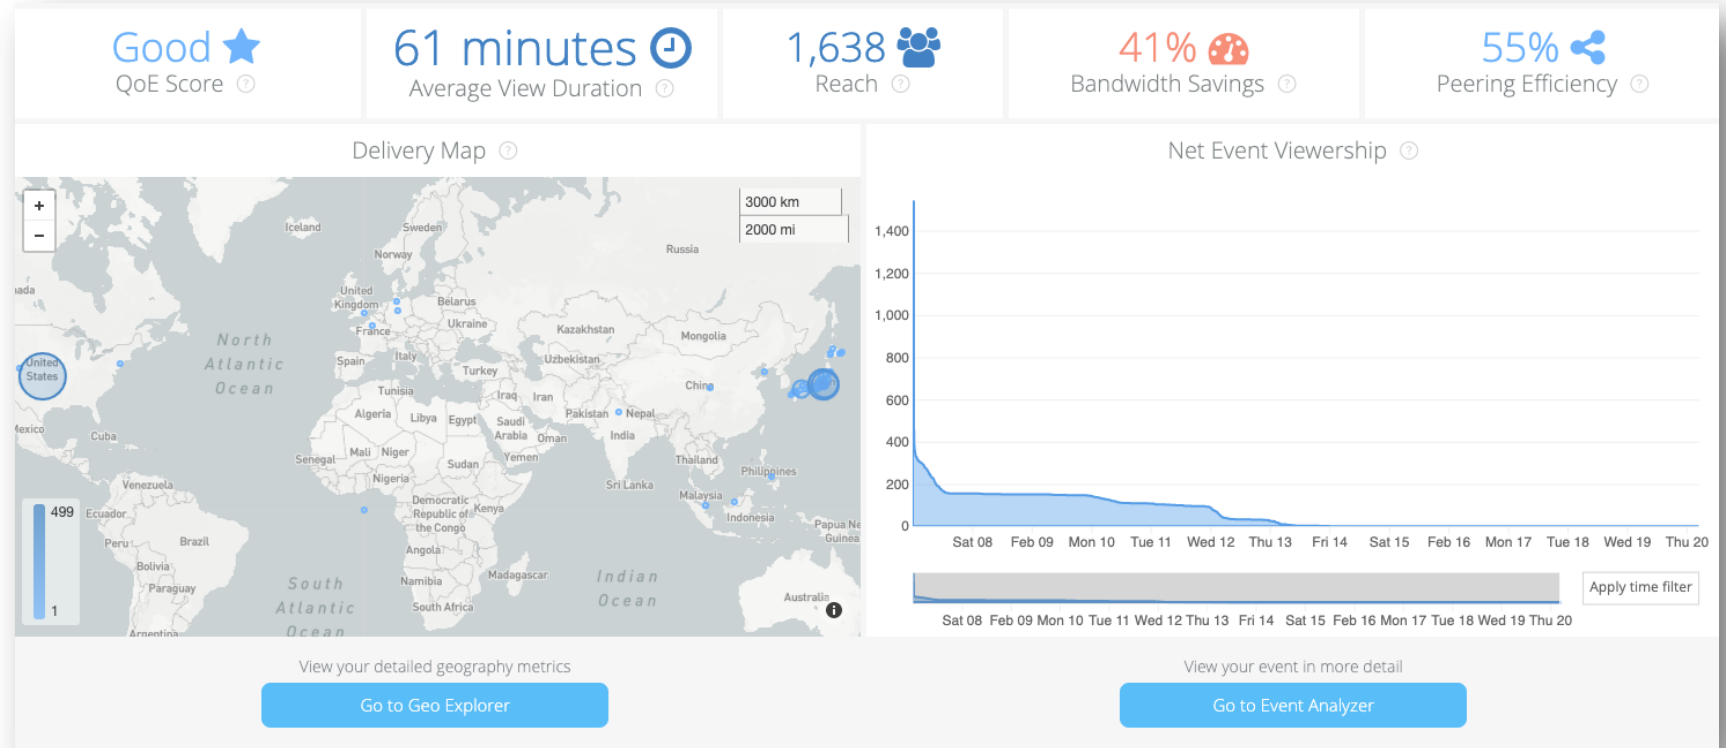 Good
QoE Score ?
61 minutes
Average View Duration ?
1,638
Reach ?
41%
Bandwidth Savings ?
55%
Peering Efficiency ?
Delivery Map ?
+
−
3000 km
2000 mi
Iceland
Sweden
Norway
Russia
United
Kingdom
Belarus
Ukraine
France
Kazakhstan
Mongolia
North
Atlantic
Ocean
Spain
Italy
Uzbekistan
Turkey
United
States
China
Tunisia
Iraq
Iran
Algeria
Libya
Egypt
Saudi
Arabia
Pakistan
Nepal
Mexico
Cuba
Oman
India
Mali
Niger
Yemen
Senegal
Sudan
Thailand
Philippines
Nigeria
Venezuela
Sri Lanka
Malaysia
Ecuador
Democratic
Republic of
the Congo
Kenya
Indonesia
Papua Ne
Guinea
Peru
Brazil
Angola
Bolivia
Paraguay
South
Atlantic
Ocean
Namibia
Madagascar
Indian
Ocean
South Africa
Australia
Argentina
499
1
i
View your detailed geography metrics
Go to Geo Explorer
Net Event Viewership ?
1,400
1,200
1,000
800
600
400
200
0
Sat 08 Feb 09 Mon 10 Tue 11 Wed 12 Thu 13 Fri 14 Sat 15 Feb 16 Mon 17 Tue 18 Wed 19 Thu 20
Apply time filter
Sat 08 Feb 09 Mon 10 Tue 11 Wed 12 Thu 13 Fri 14 Sat 15 Feb 16 Mon 17 Tue 18 Wed 19 Thu 20
View your event in more detail
Go to Event Analyzer